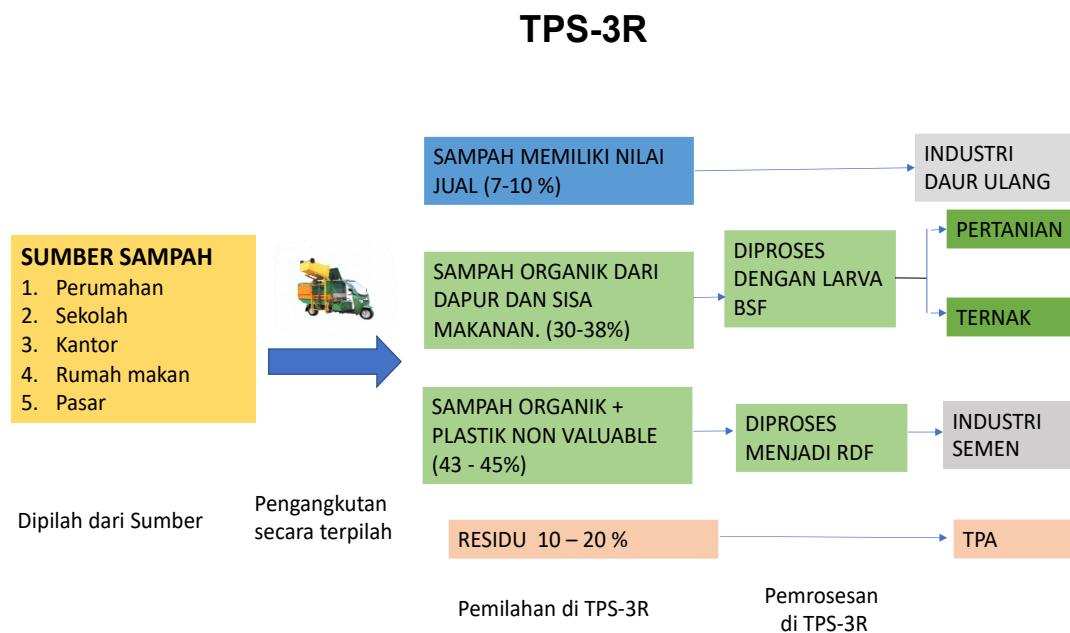 TPS-3R
SAMPAH MEMILIKI NILAI
JUAL (7-10 %)
INDUSTRI
DAUR ULANG
SUMBER SAMPAH
1. Perumahan
2. Sekolah
3. Kantor
4. Rumah makan
5. Pasar
SAMPAH ORGANIK DARI
DAPUR DAN SISA
MAKANAN. (30-38%)
DIPROSES
DENGAN LARVA
BSF
PERTANIAN
TERNAK
SAMPAH ORGANIK +
PLASTIK NON VALUABLE
(43 - 45%)
DIPROSES
MENJADI RDF
INDUSTRI
SEMEN
Dipilah dari Sumber
Pengangkutan
secara terpilah
RESIDU 10 – 20 %
TPA
Pemilahan di TPS-3R
Pemrosesan
di TPS-3R